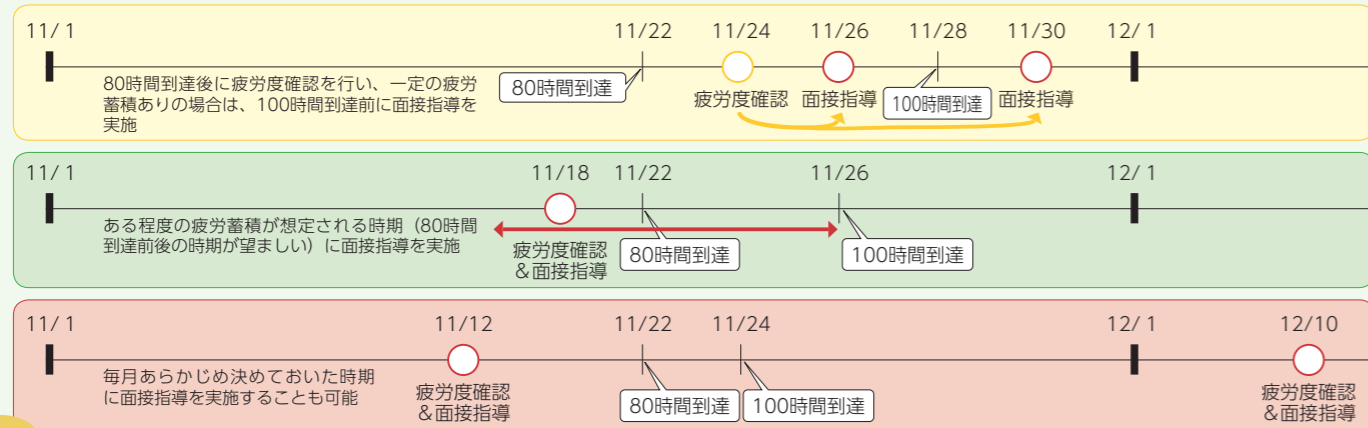 11/ 1 11/22 11/24 11/26 11/28 11/30 12/ 1
80時間到達後に疲労度確認を行い、一定の疲労
蓄積ありの場合は、100時間到達前に面接指導を
実施
80時間到達
疲労度確認 面接指導 100時間到達 面接指導
11/ 1 11/18 11/22 11/26 12/ 1
ある程度の疲労蓄積が想定される時期（80時間
到達前後の時期が望ましい）に面接指導を実施
疲労度確認
＆面接指導
80時間到達 100時間到達
11/ 1 11/12 11/22 11/24 12/ 1 12/10
毎月あらかじめ決めておいた時期
に面接指導を実施することも可能
疲労度確認
＆面接指導
80時間到達 100時間到達
疲労度確認
＆面接指導